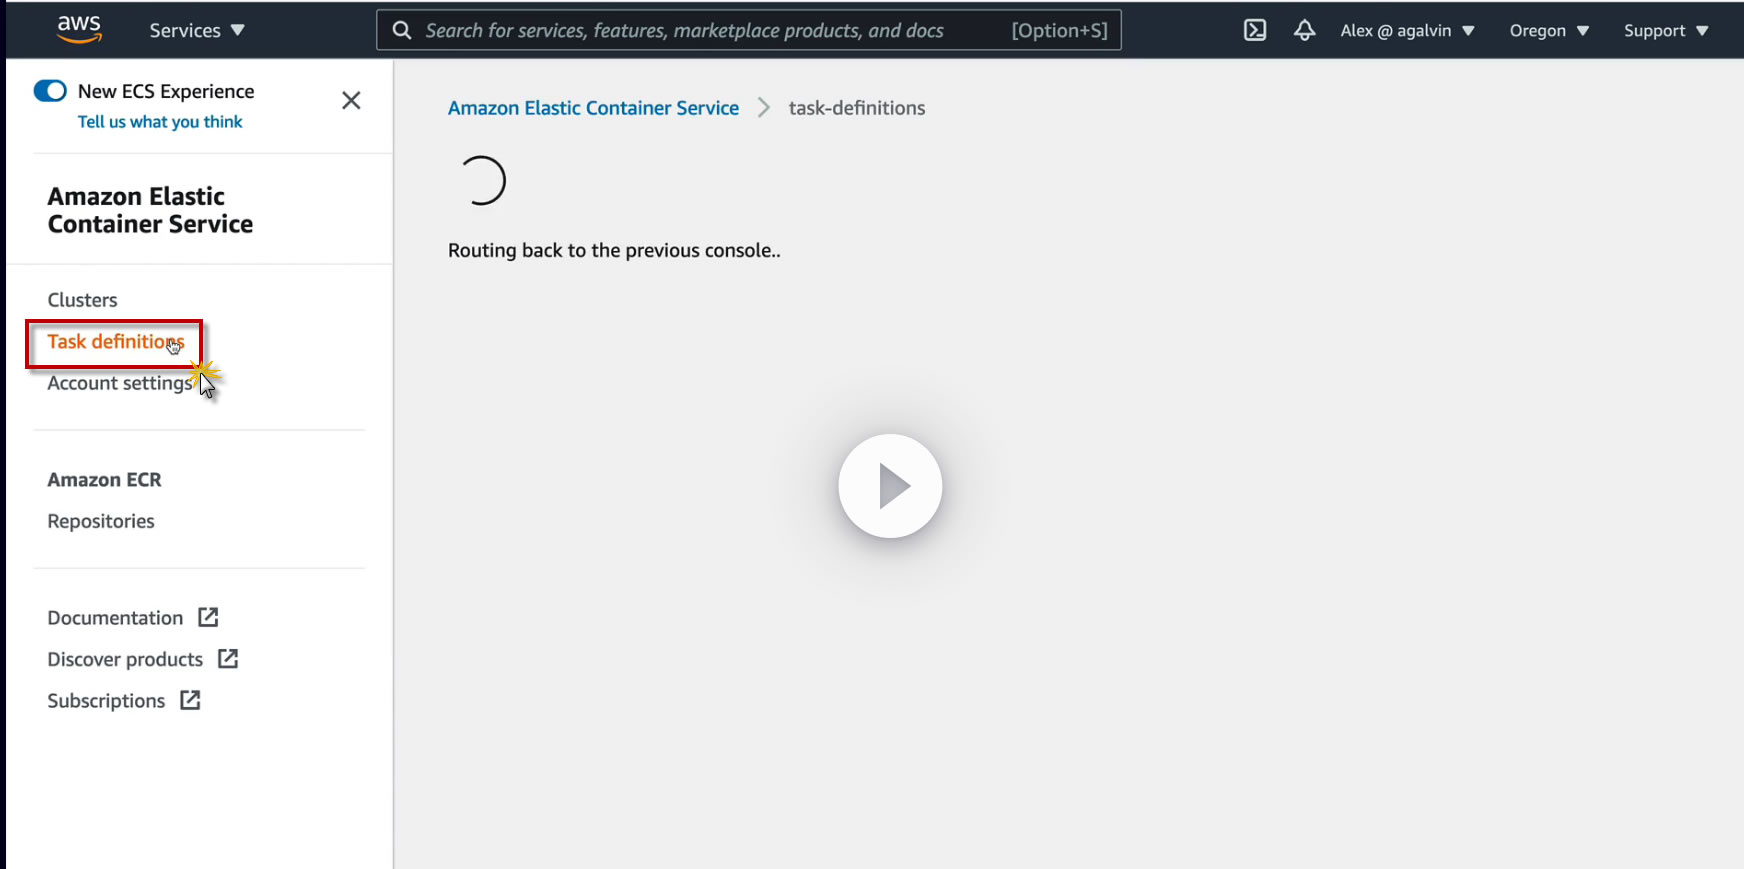 aws
Services
Search for services, features, marketplace products, and docs
[Option+S]
Alex @ agalvin
Oregon
Support
New ECS Experience
Tell us what you think
Amazon Elastic Container Service
task-definitions
Routing back to the previous console..
Amazon Elastic
Container Service
Clusters
Task definitions
Account settings
Amazon ECR
Repositories
Documentation
Discover products
Subscriptions